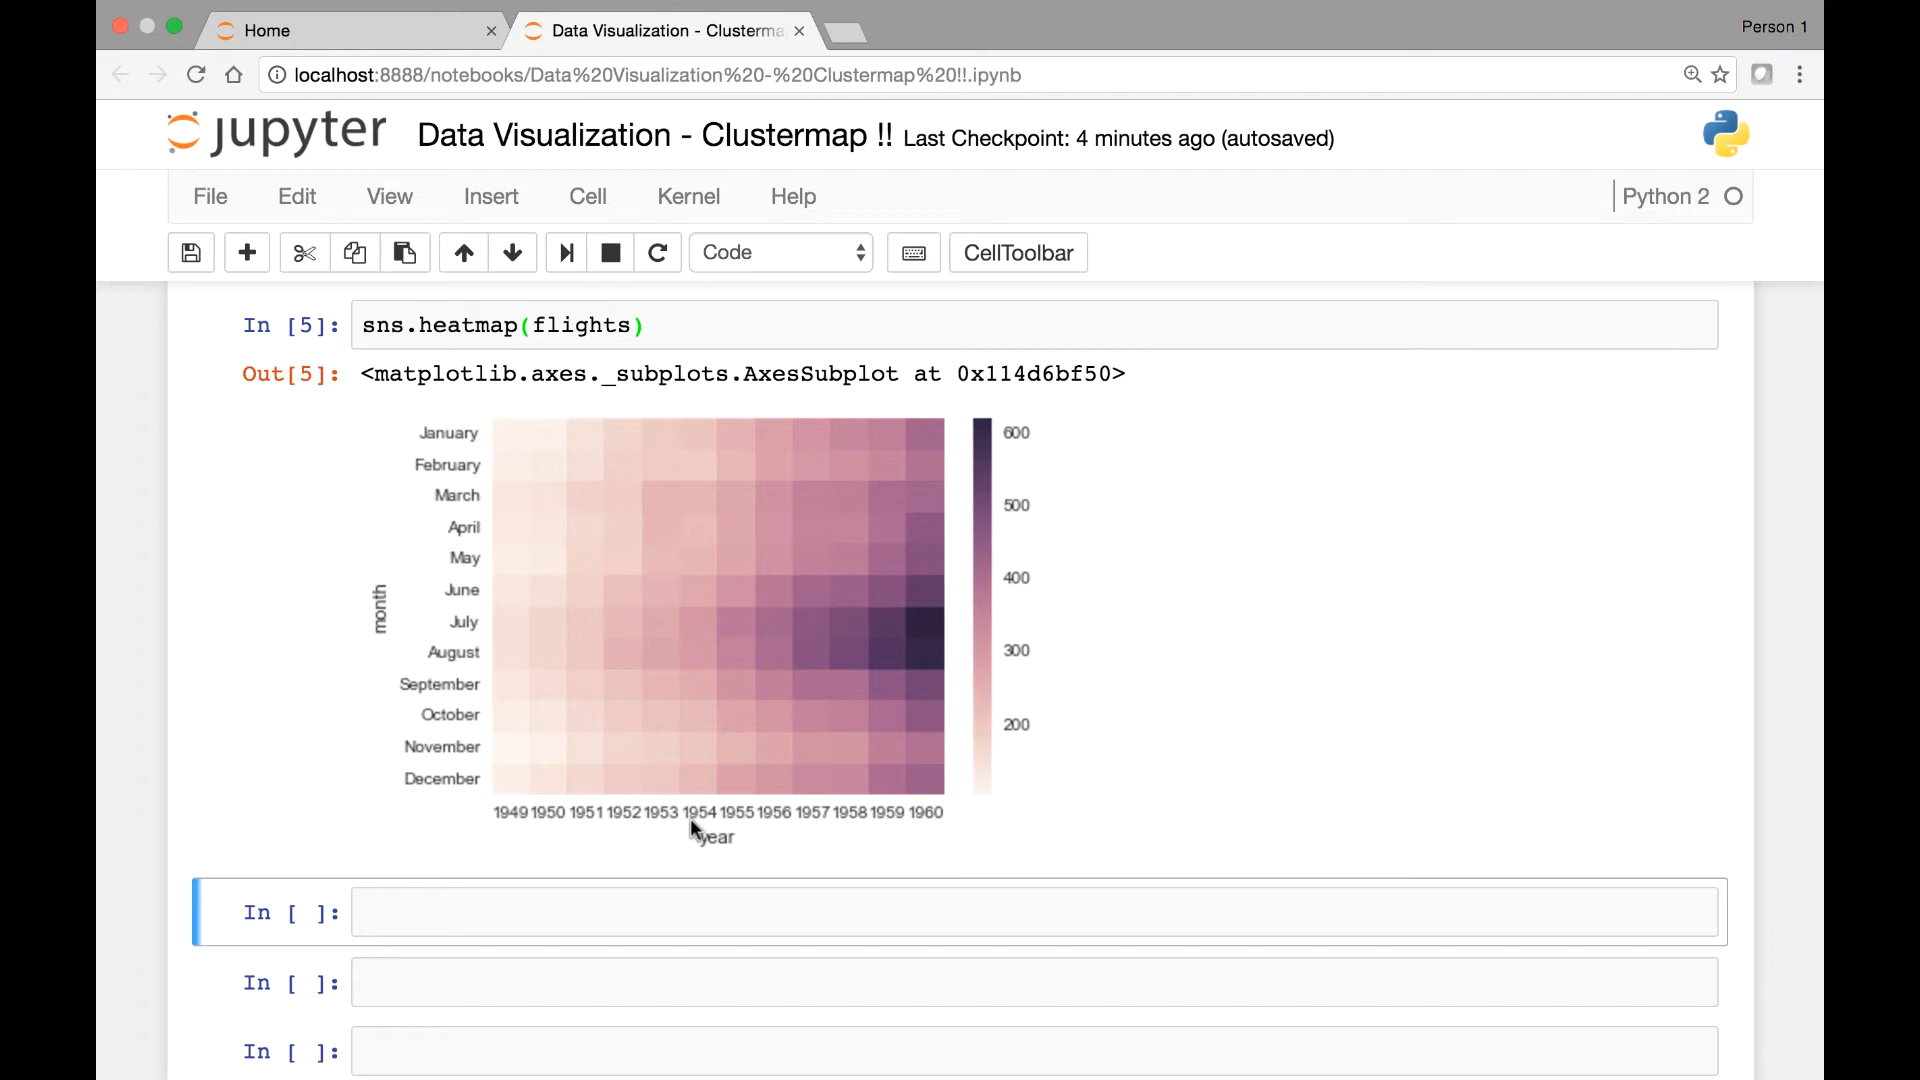 Home
Data Visualization - Clusterma
Person 1
localhost:8888/notebooks/Data%20Visualization%20-%20Clustermap%20!!.ipynb
jupyter Data Visualization - Clustermap !! Last Checkpoint: 4 minutes ago (autosaved)
File Edit View Insert Cell Kernel Help Python 2
Code CellToolbar
In [5]: sns.heatmap(flights)
Out[5]: <matplotlib.axes._subplots.AxesSubplot at 0x114d6bf50>
January
February
March
April
May
June
July
August
September
October
November
December
month
1949 1950 1951 1952 1953 1954 1955 1956 1957 1958 1959 1960
year
600
500
400
300
200
In [ ]:
In [ ]:
In [ ]: